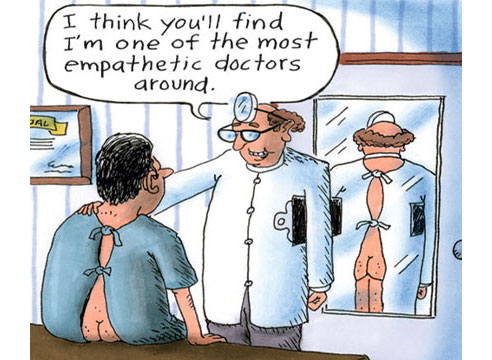 I think you'll find
I'm one of the most
empathetic doctors
around.